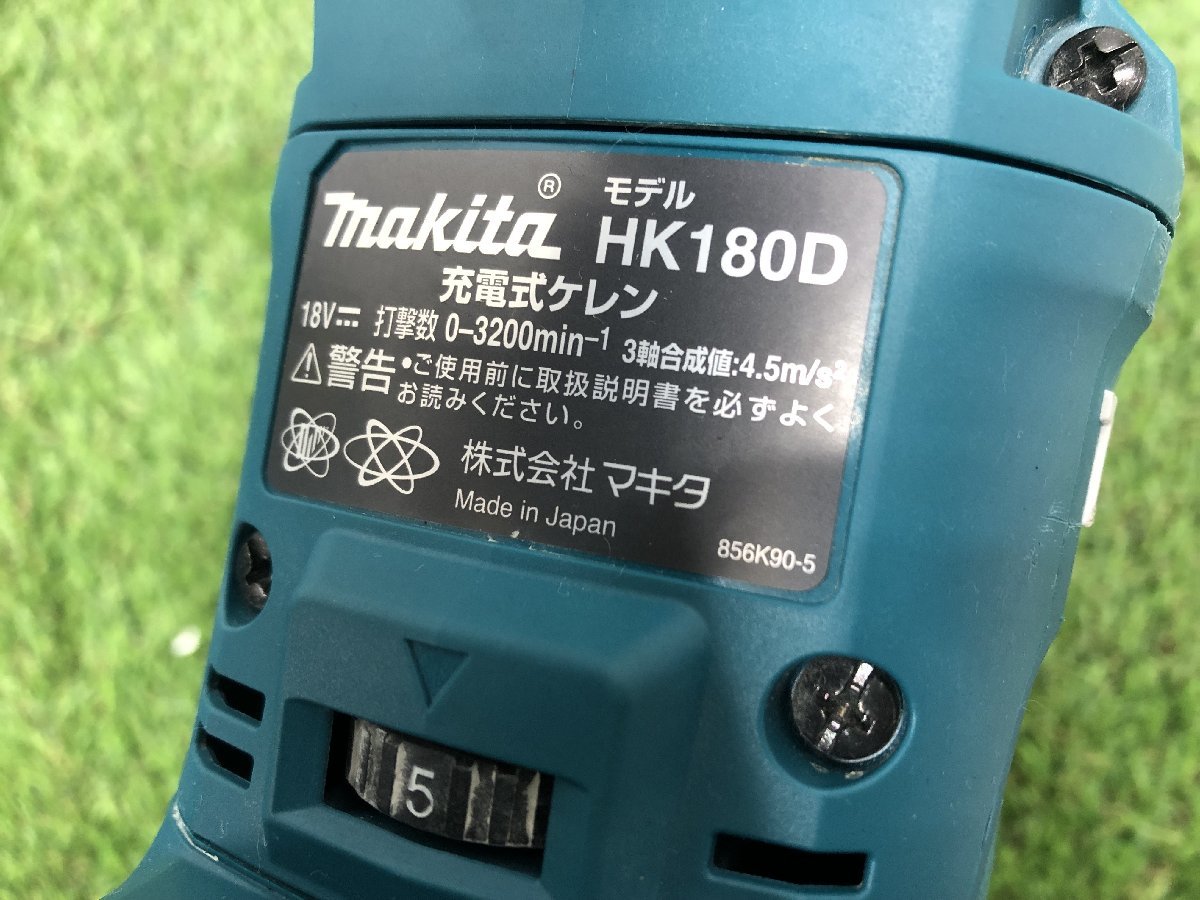 makita® モデル
HK180D
充電式ケレン
18V⎓ 打撃数 0-3200min-1 3軸合成値:4.5m/s²
⚠警告・ご使用前に取扱説明書を必ずよく
お読みください。
株式会社 マキタ
Made in Japan
856K90-5
5